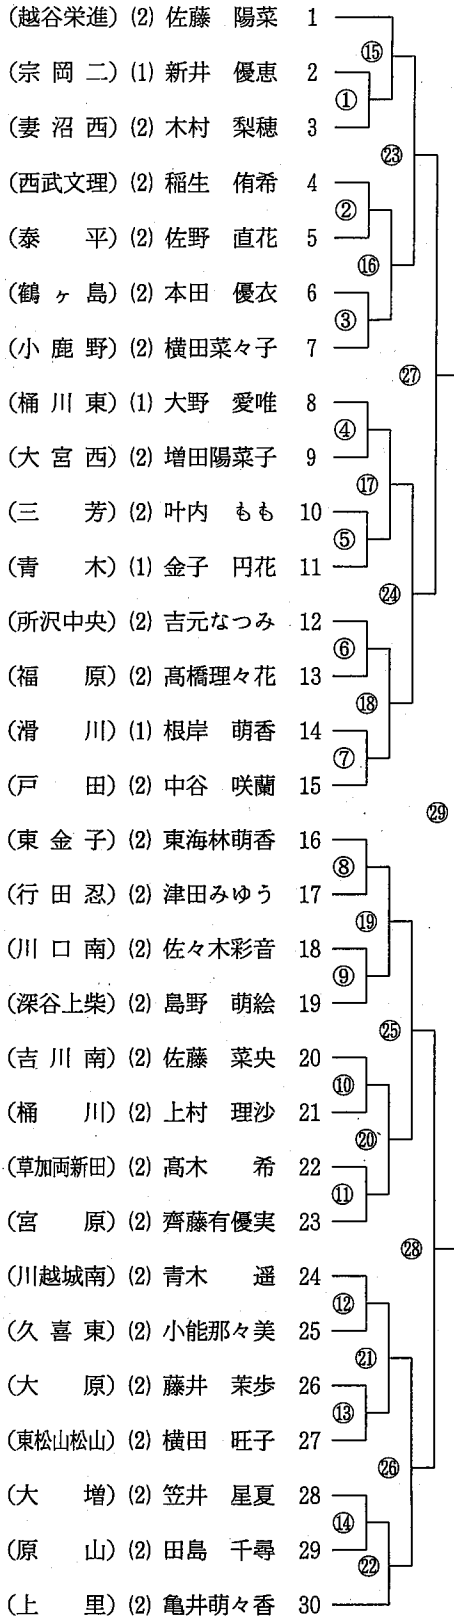 (越谷栄進) (2) 佐藤 陽菜 1
⑮
(宗岡二) (1) 新井 優恵 2
①
(妻沼西) (2) 木村 梨穂 3
㉓
(西武文理) (2) 稲生 侑希 4
②
(泰 平) (2) 佐野 直花 5
⑯
(鶴ヶ島) (2) 本田 優衣 6
③
(小鹿野) (2) 横田菜々子 7
㉗
(桶川東) (1) 大野 愛唯 8
④
(大宮西) (2) 増田陽菜子 9
⑰
(三 芳) (2) 叶内 もも 10
⑤
(青 木) (1) 金子 円花 11
㉔
(所沢中央) (2) 吉元なつみ 12
⑥
(福 原) (2) 髙橋理々花 13
⑱
(滑 川) (1) 根岸 萌香 14
⑦
(戸 田) (2) 中谷 咲蘭 15
㉙
(東金子) (2) 東海林萌香 16
⑧
(行田忍) (2) 津田みゆう 17
⑲
(川口南) (2) 佐々木彩音 18
⑨
(深谷上柴) (2) 島野 萌絵 19
㉕
(吉川南) (2) 佐藤 菜央 20
⑩
(桶 川) (2) 上村 理沙 21
⑳
(草加両新田) (2) 髙木 希 22
⑪
(宮 原) (2) 齊藤有優実 23
㉘
(川越城南) (2) 青木 遥 24
⑫
(久喜東) (2) 小能那々美 25
㉑
(大 原) (2) 藤井 茉歩 26
⑬
(東松山松山) (2) 横田 旺子 27
㉖
(大 増) (2) 笠井 星夏 28
⑭
(原 山) (2) 田島 千尋 29
㉒
(上 里) (2) 亀井萌々香 30